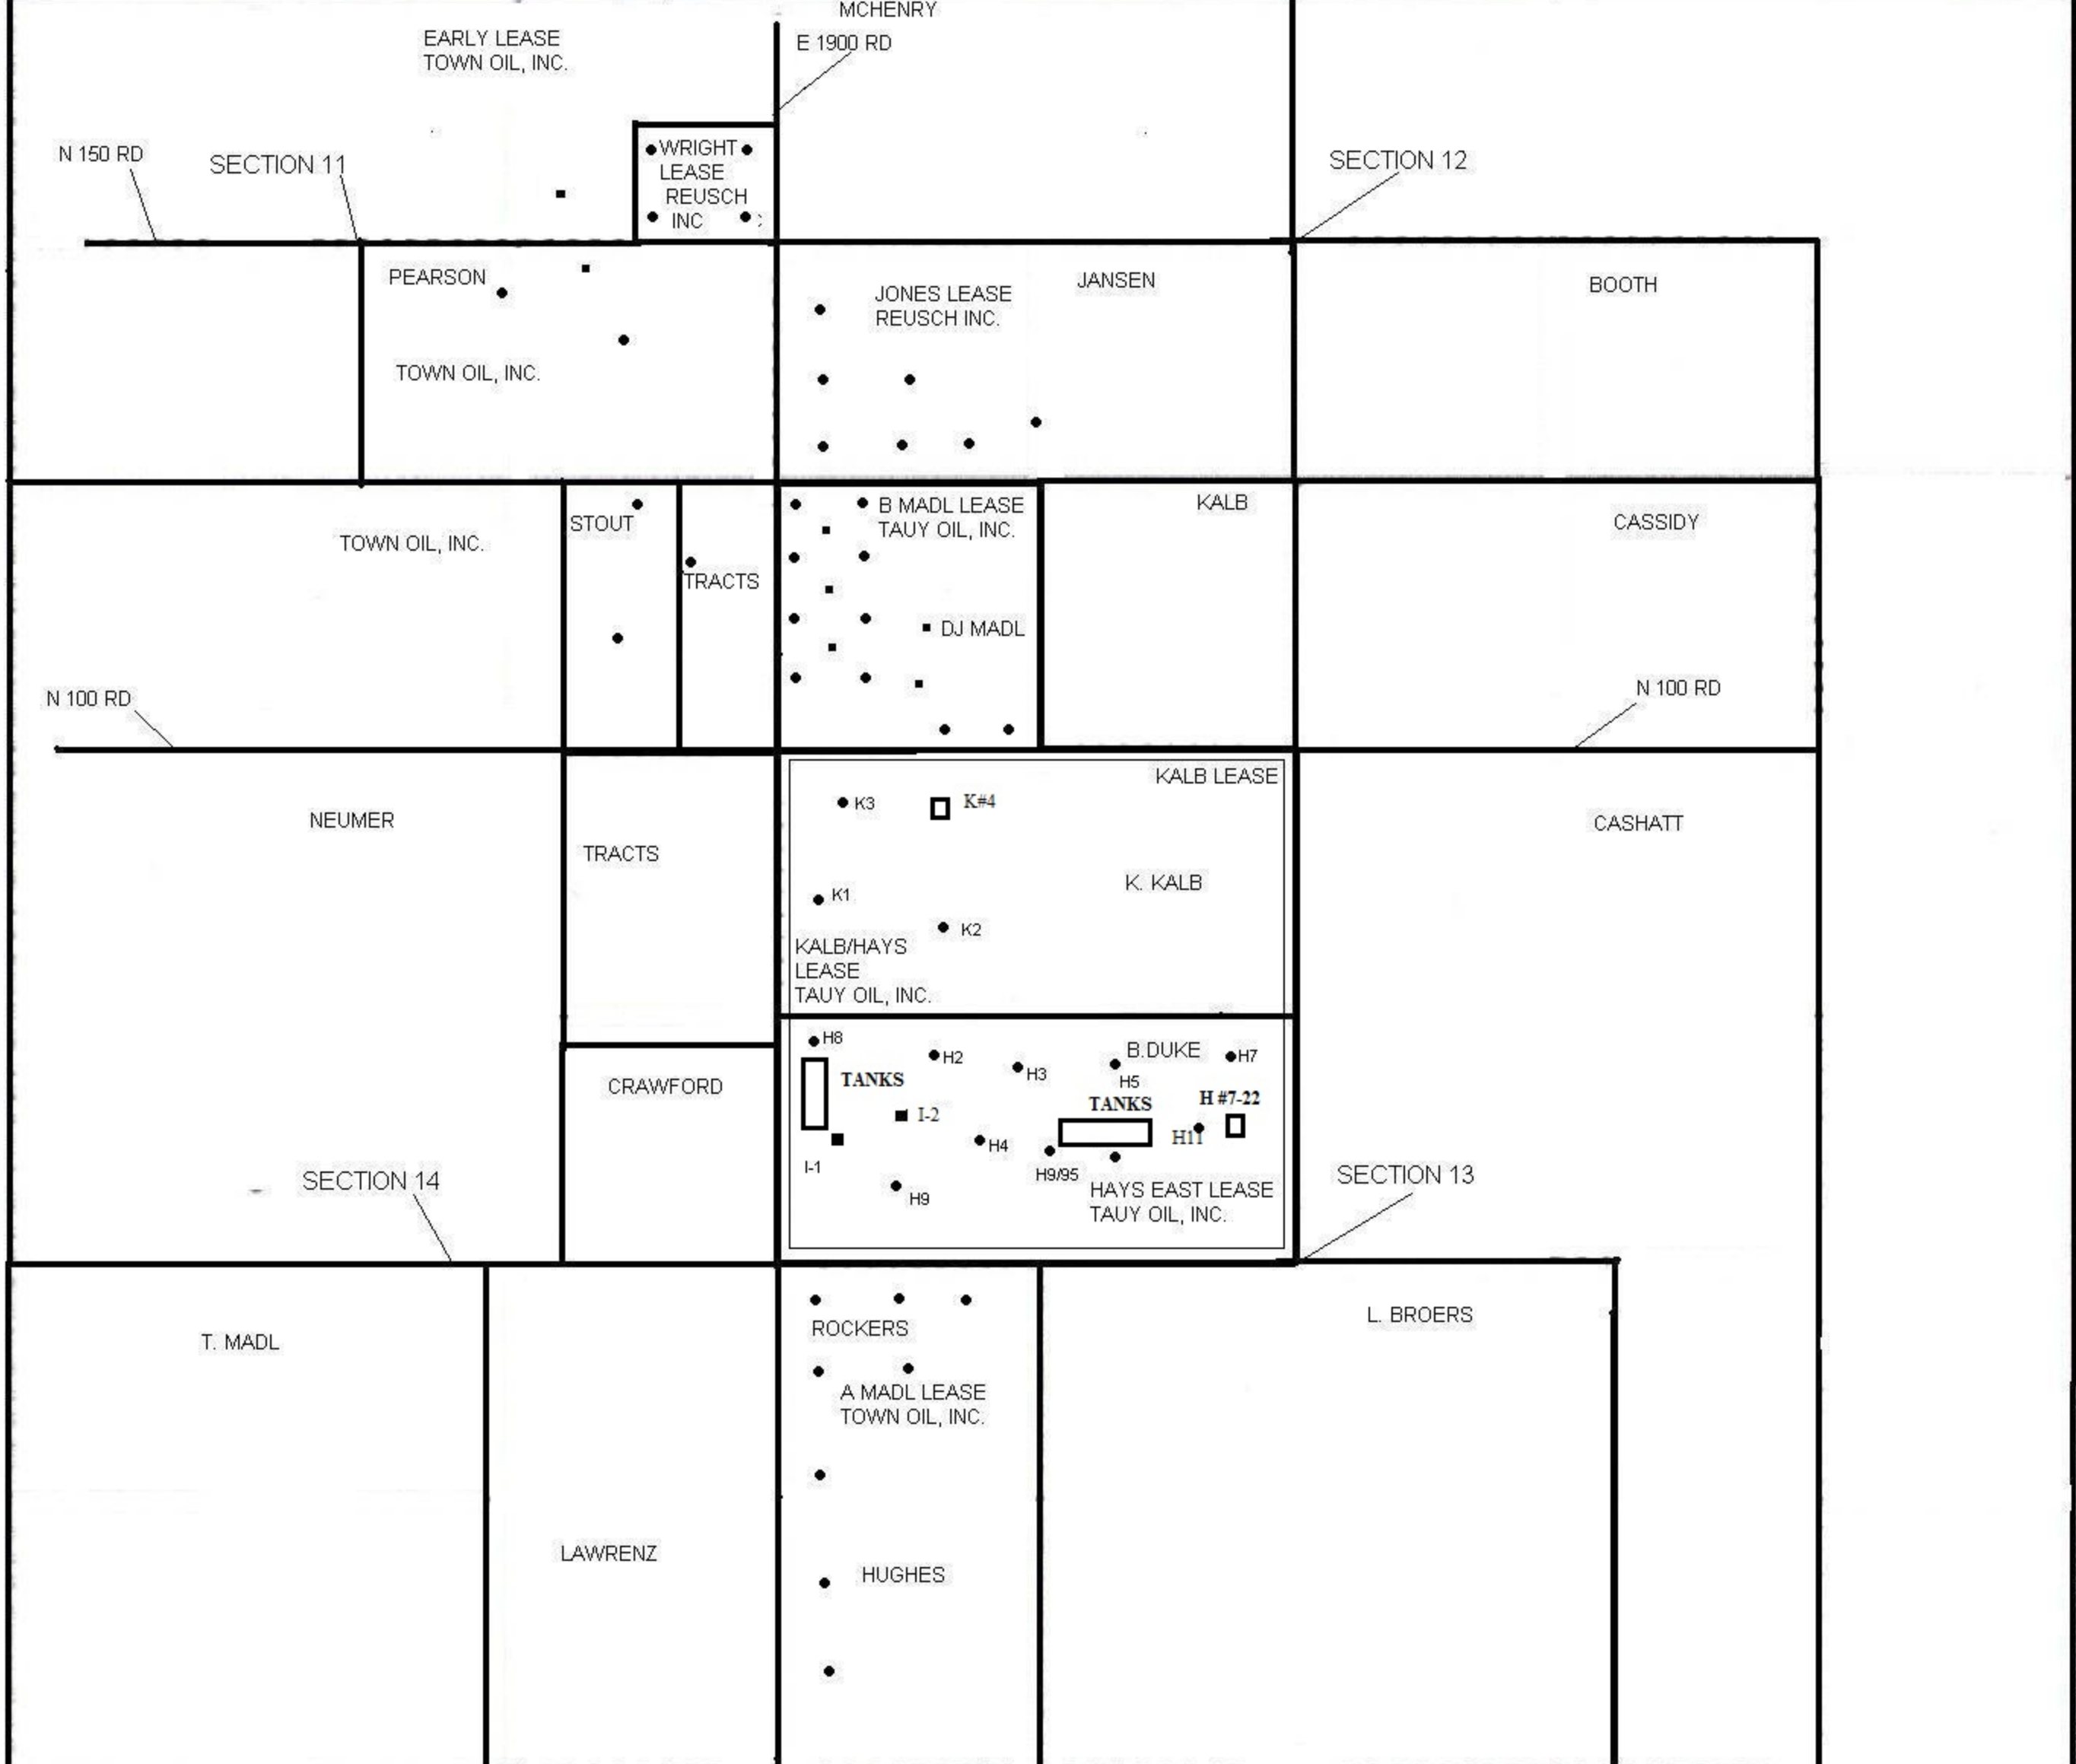 MCHENRY
EARLY LEASE
TOWN OIL, INC.
E 1900 RD
N 150 RD
SECTION 11
WRIGHT
LEASE
REUSCH
INC
SECTION 12
PEARSON
TOWN OIL, INC.
JONES LEASE
REUSCH INC.
JANSEN
BOOTH
TOWN OIL, INC.
STOUT
TRACTS
B MADL LEASE
TAUY OIL, INC.
DJ MADL
KALB
CASSIDY
N 100 RD
N 100 RD
NEUMER
TRACTS
KALB LEASE
K3
K#4
K. KALB
K1
K2
KALB/HAYS
LEASE
TAUY OIL, INC.
CASHATT
CRAWFORD
H8
H2
H3
B.DUKE
H5
H7
TANKS
TANKS
H #7-22
I-2
H4
H11
I-1
H9/95
H9
HAYS EAST LEASE
TAUY OIL, INC.
SECTION 14
SECTION 13
T. MADL
ROCKERS
A MADL LEASE
TOWN OIL, INC.
L. BROERS
LAWRENZ
HUGHES